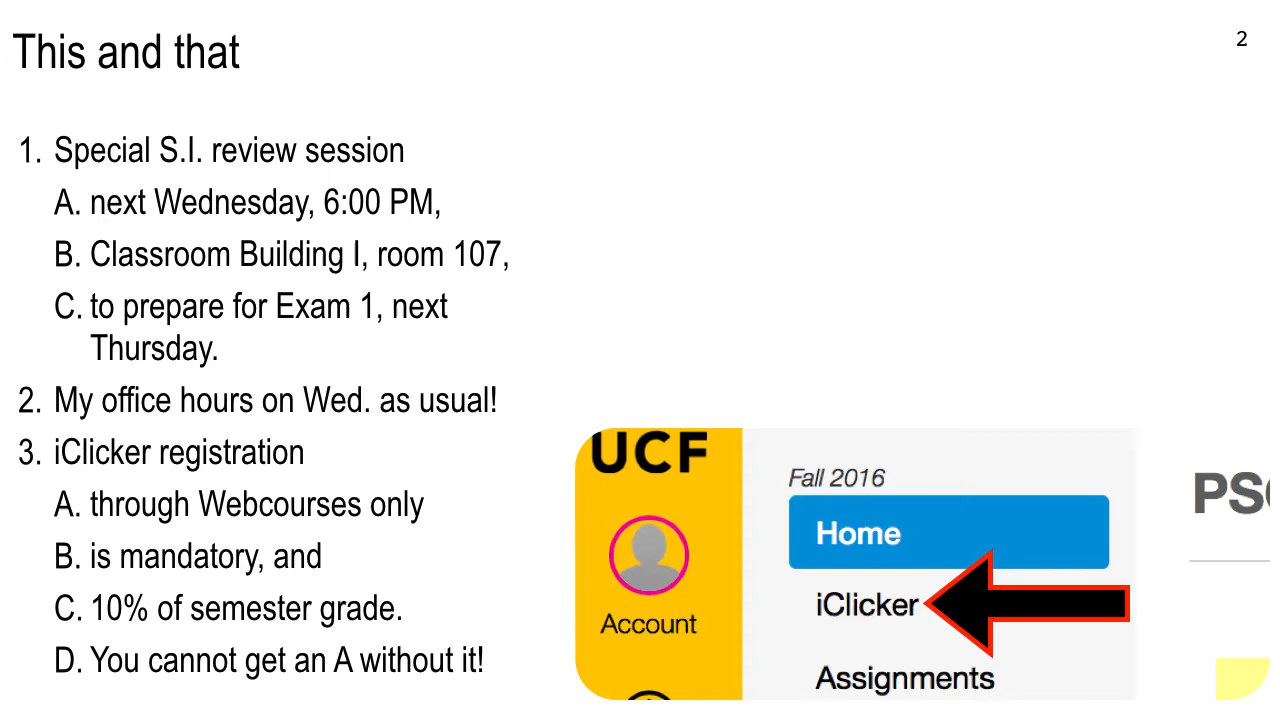 This and that
2
1. Special S.I. review session
A. next Wednesday, 6:00 PM,
B. Classroom Building I, room 107,
C. to prepare for Exam 1, next
Thursday.
2. My office hours on Wed. as usual!
3. iClicker registration
A. through Webcourses only
B. is mandatory, and
C. 10% of semester grade.
D. You cannot get an A without it!
UCF
Account
Fall 2016
Home
iClicker
Assignments